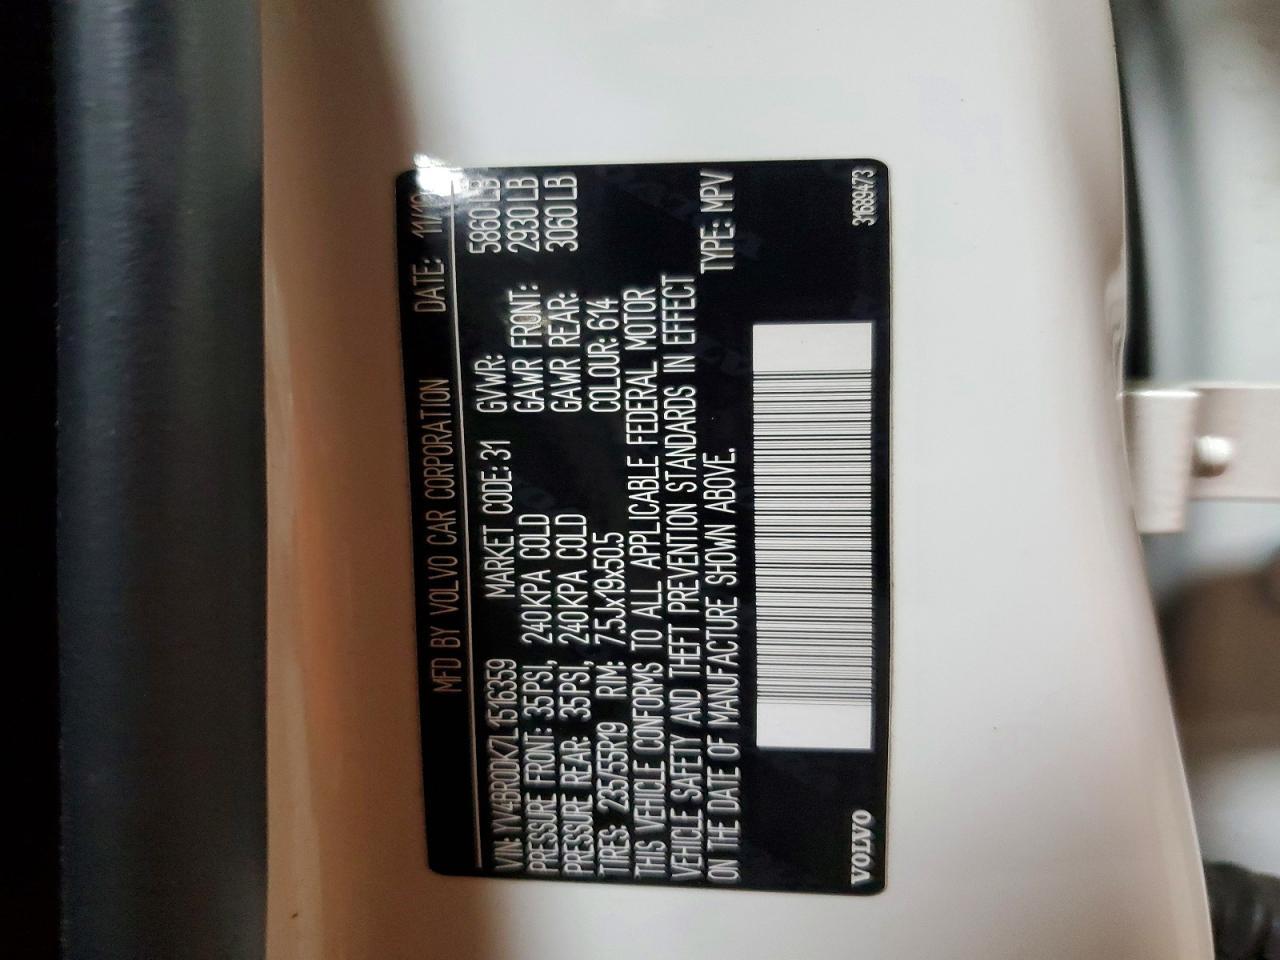 MFD BY VOLVO CAR CORPORATION DATE:
VIN: YV4BR0DK7L1516359 MARKET CODE: 31 GVWR: 5860 LB
PRESSURE FRONT: 35PSI, 240KPA COLD GAWR FRONT: 2930 LB
PRESSURE REAR: 35PSI, 240KPA COLD GAWR REAR: 3060 LB
TIRES: 235/55R19 RIM: 7.5Jx19x50.5 COLOUR: 614
THIS VEHICLE CONFORMS TO ALL APPLICABLE FEDERAL MOTOR
VEHICLE SAFETY AND THEFT PREVENTION STANDARDS IN EFFECT
ON THE DATE OF MANUFACTURE SHOWN ABOVE. TYPE: MPV
VOLVO 31689473